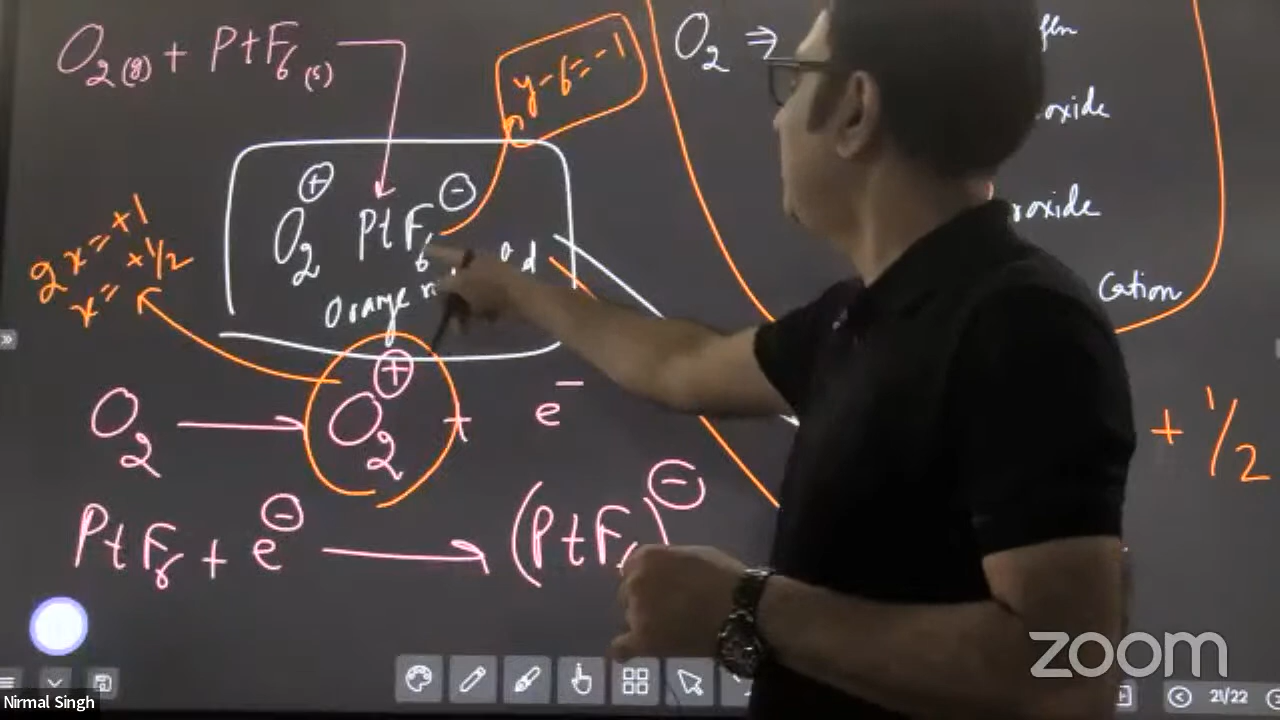 O2(g) + PtF6(s)
y-6=-1
O2 ⇒
oxide
oxide
Cation
O2⊕ PtF6⊖
Orange
2x=+1
x= +1/2
O2 → O2⊕ + e⁻
+ 1/2
PtF6 + e⊖ → (PtF6)⊖
zoom
21/22
Nirmal Singh